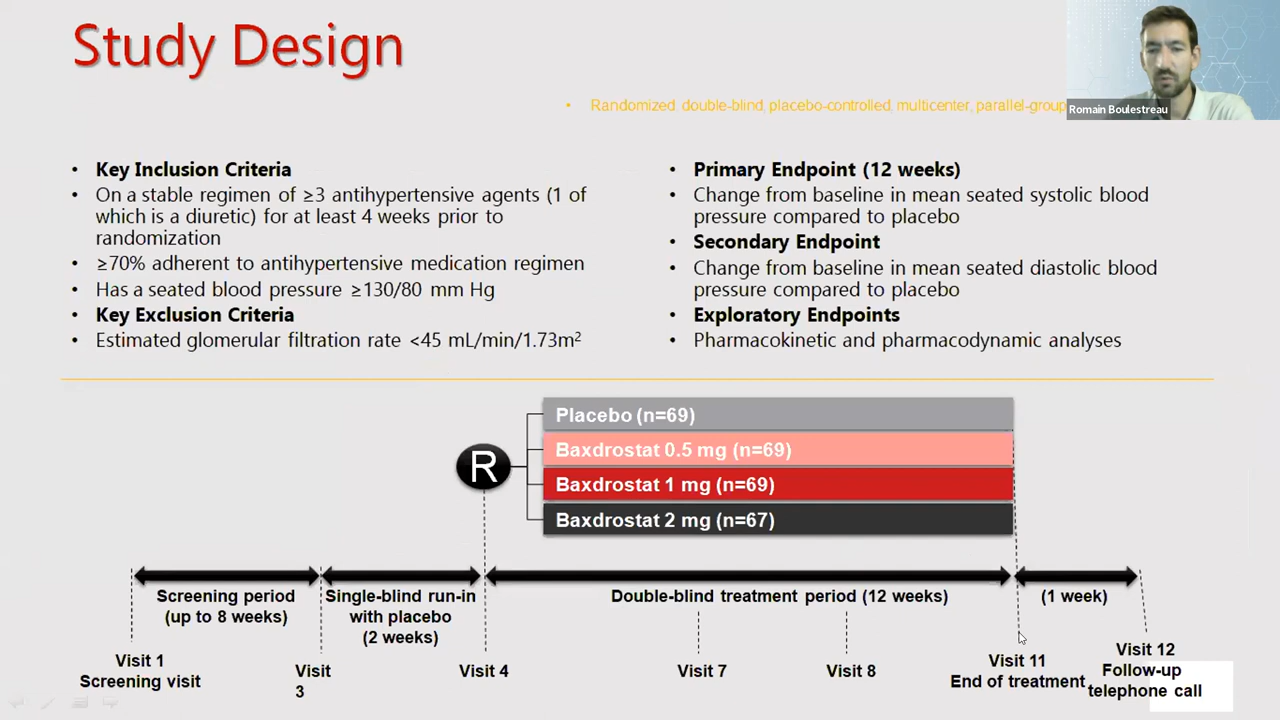 Study Design
Randomized double-blind, placebo-controlled, multicenter, parallel-group
Romain Boulestreau
• Key Inclusion Criteria
• On a stable regimen of ≥3 antihypertensive agents (1 of
which is a diuretic) for at least 4 weeks prior to
randomization
• ≥70% adherent to antihypertensive medication regimen
• Has a seated blood pressure ≥130/80 mm Hg
• Key Exclusion Criteria
• Estimated glomerular filtration rate <45 mL/min/1.73m²
• Primary Endpoint (12 weeks)
• Change from baseline in mean seated systolic blood
pressure compared to placebo
• Secondary Endpoint
• Change from baseline in mean seated diastolic blood
pressure compared to placebo
• Exploratory Endpoints
• Pharmacokinetic and pharmacodynamic analyses
Placebo (n=69)
Baxdrostat 0.5 mg (n=69)
R
Baxdrostat 1 mg (n=69)
Baxdrostat 2 mg (n=67)
Screening period
(up to 8 weeks)
Single-blind run-in
with placebo
(2 weeks)
Double-blind treatment period (12 weeks)
(1 week)
Visit 1
Screening visit
Visit
3
Visit 4
Visit 7
Visit 8
Visit 11
End of treatment
Visit 12
Follow-up
telephone call